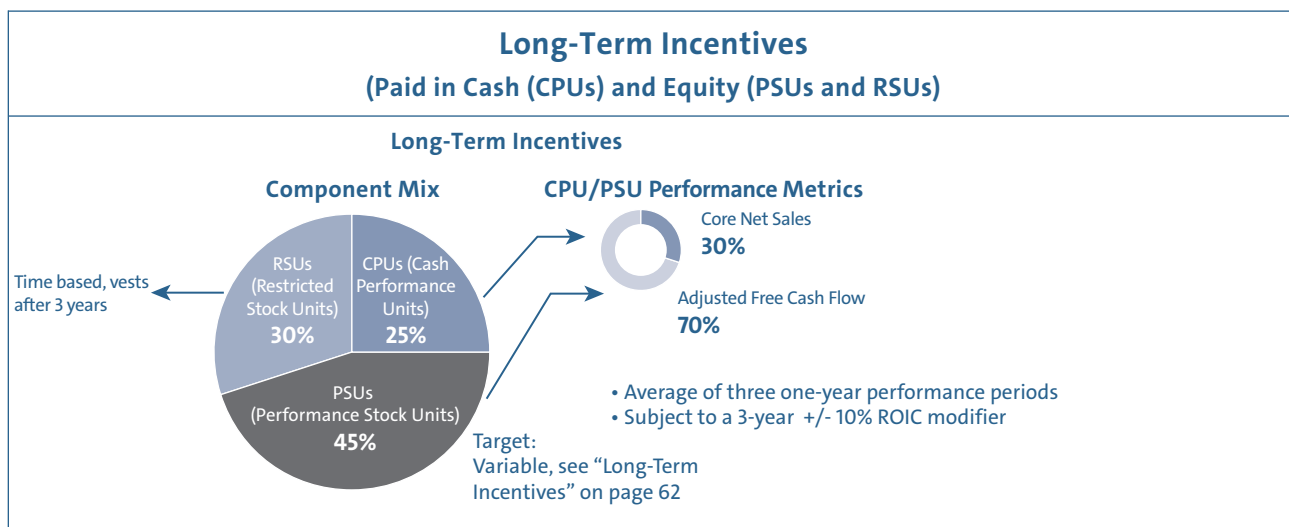 Long-Term Incentives
(Paid in Cash (CPUs) and Equity (PSUs and RSUs)
Long-Term Incentives
Component Mix
CPU/PSU Performance Metrics
Time based, vests
after 3 years
RSUs
(Restricted
Stock Units)
30%
CPUs (Cash
Performance
Units)
25%
PSUs
(Performance Stock Units)
45%
Core Net Sales
30%
Adjusted Free Cash Flow
70%
• Average of three one-year performance periods
• Subject to a 3-year +/- 10% ROIC modifier
Target:
Variable, see “Long-Term
Incentives” on page 62